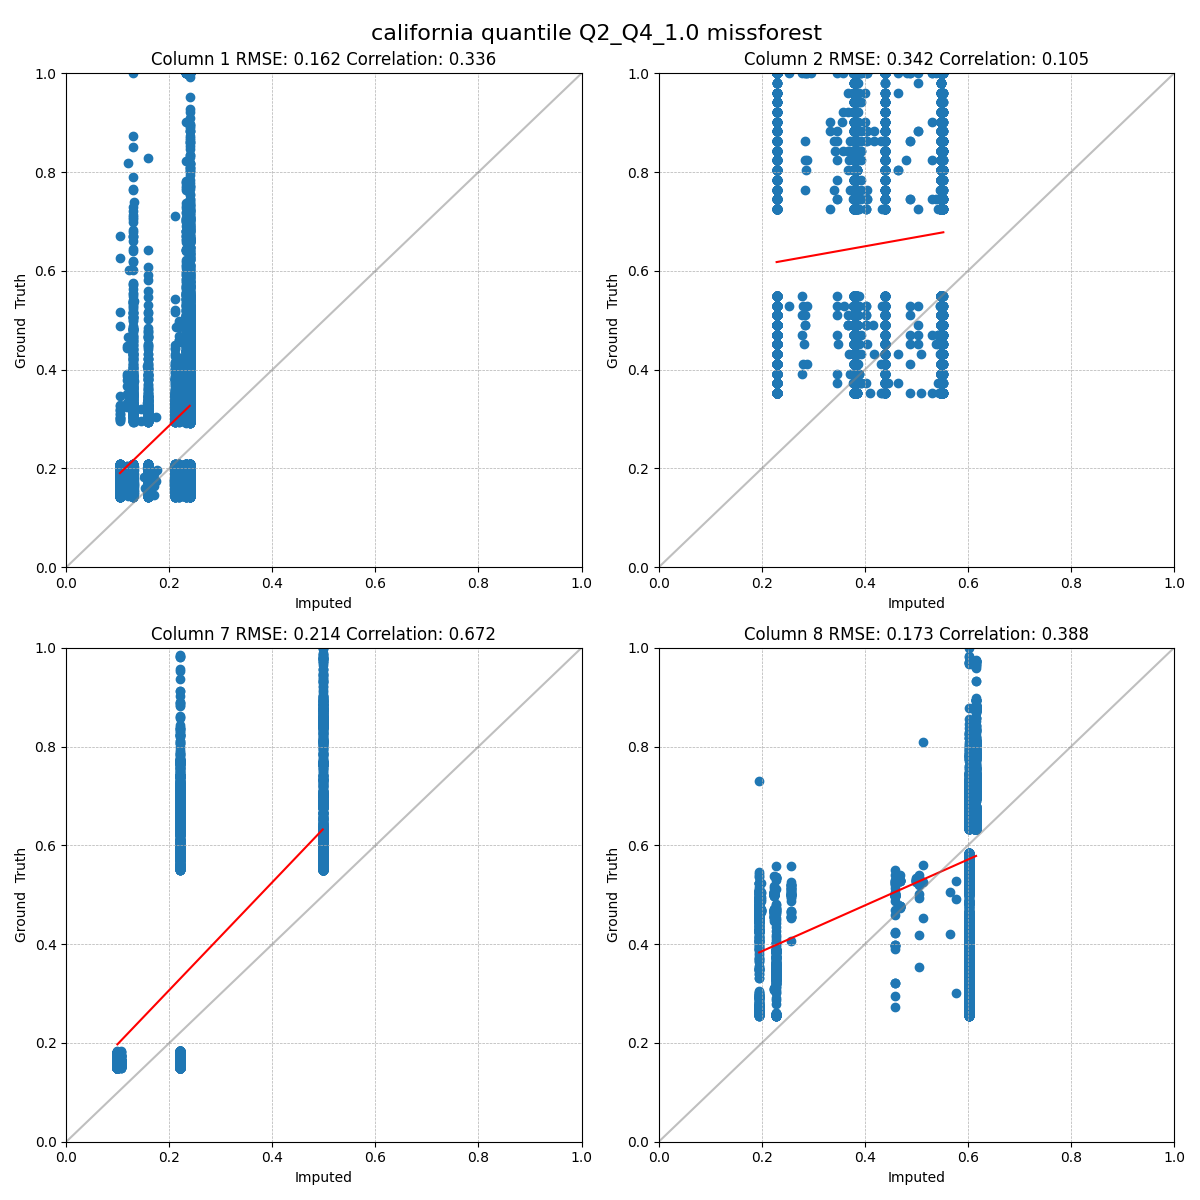 california quantile Q2_Q4_1.0 missforest
Column 1 RMSE: 0.162 Correlation: 0.336
1.0
0.8
0.6
0.4
0.2
0.0
Ground Truth
0.0 0.2 0.4 0.6 0.8 1.0
Imputed
Column 2 RMSE: 0.342 Correlation: 0.105
1.0
0.8
0.6
0.4
0.2
0.0
Ground Truth
0.0 0.2 0.4 0.6 0.8 1.0
Imputed
Column 7 RMSE: 0.214 Correlation: 0.672
1.0
0.8
0.6
0.4
0.2
0.0
Ground Truth
0.0 0.2 0.4 0.6 0.8 1.0
Imputed
Column 8 RMSE: 0.173 Correlation: 0.388
1.0
0.8
0.6
0.4
0.2
0.0
Ground Truth
0.0 0.2 0.4 0.6 0.8 1.0
Imputed